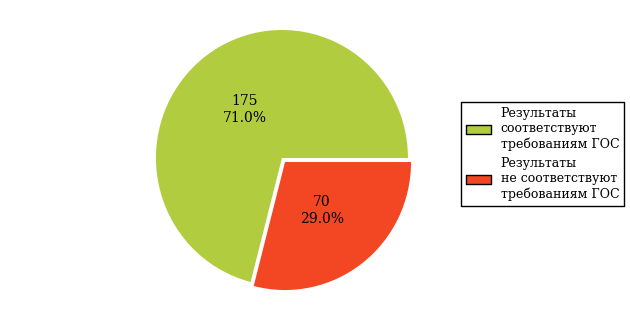 175
71.0%
70
29.0%
Результаты
соответствуют
требованиям ГОС
Результаты
не соответствуют
требованиям ГОС